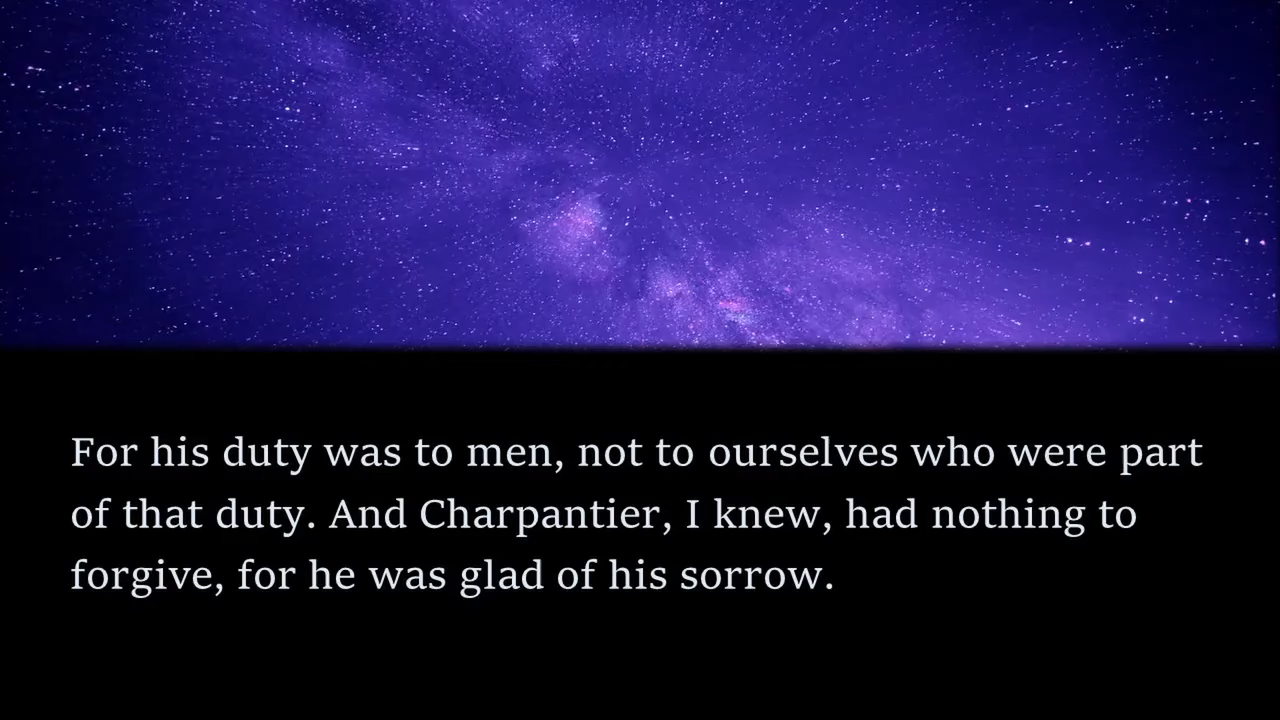 For his duty was to men, not to ourselves who were part
of that duty. And Charpantier, I knew, had nothing to
forgive, for he was glad of his sorrow.